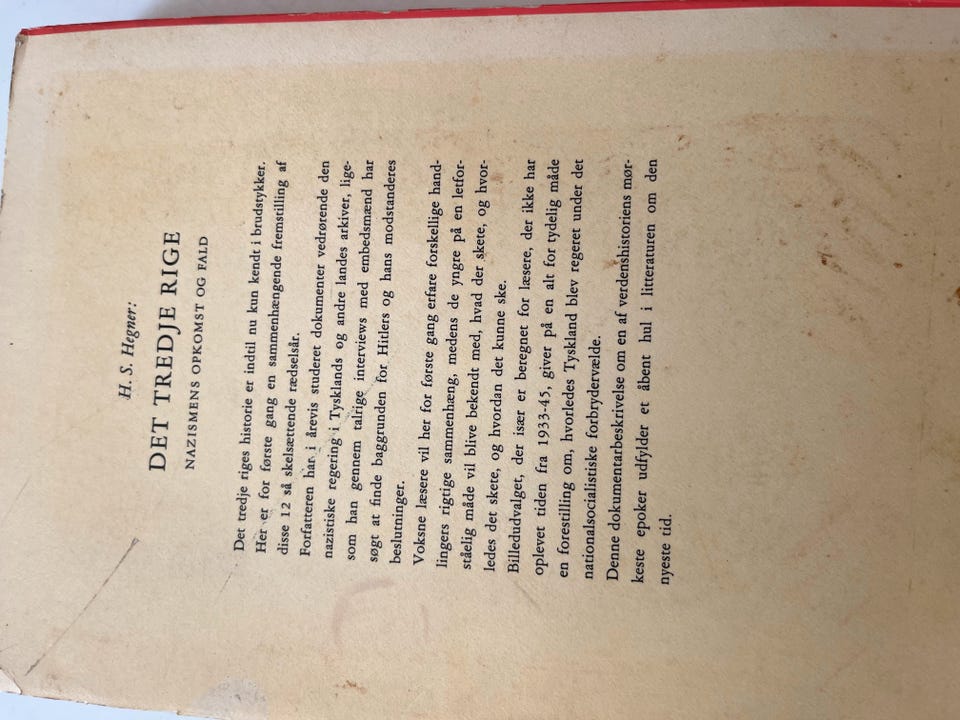 H. S. Hegner:
DET TREDJE RIGE
NAZISMENS OPKOMST OG FALD
Det tredje riges historie er indtil nu kun kendt i brudstykker.
Her er for første gang en sammenhængende fremstilling af
disse 12 så skelsættende rædselsår.
Forfatteren har i årevis studeret dokumenter vedrørende den
nazistiske regering i Tysklands og andre landes arkiver, lige-
som han gennem talrige interviews med embedsmænd har
søgt at finde baggrunden for Hitlers og hans modstanderes
beslutninger.
Voksne læsere vil her for første gang erfare forskellige hand-
lingers rigtige sammenhæng, medens de yngre på en letfor-
ståelig måde vil blive bekendt med, hvad der skete, og hvor-
ledes det skete, og hvordan det kunne ske.
Billedudvalget, der især er beregnet for læsere, der ikke har
oplevet tiden fra 1933-45, giver på en alt for tydelig måde
en forestilling om, hvorledes Tyskland blev regeret under det
nationalsocialistiske forbrydervælde.
Denne dokumentarbeskrivelse om en af verdenshistoriens mør-
keste epoker udfylder et åbent hul i litteraturen om den
nyeste tid.